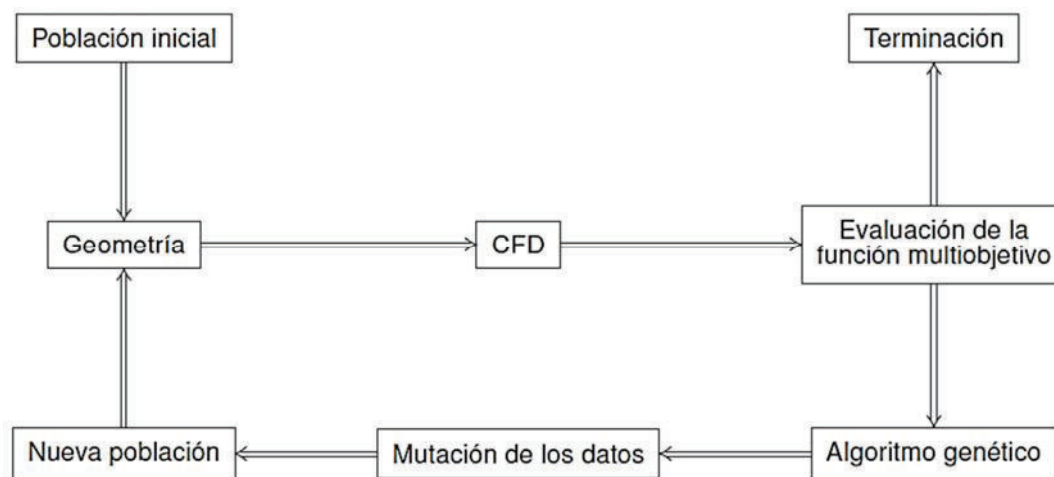 Población inicial
Terminación
Geometría
CFD
Evaluación de la
función multiobjetivo
Nueva población
Mutación de los datos
Algoritmo genético